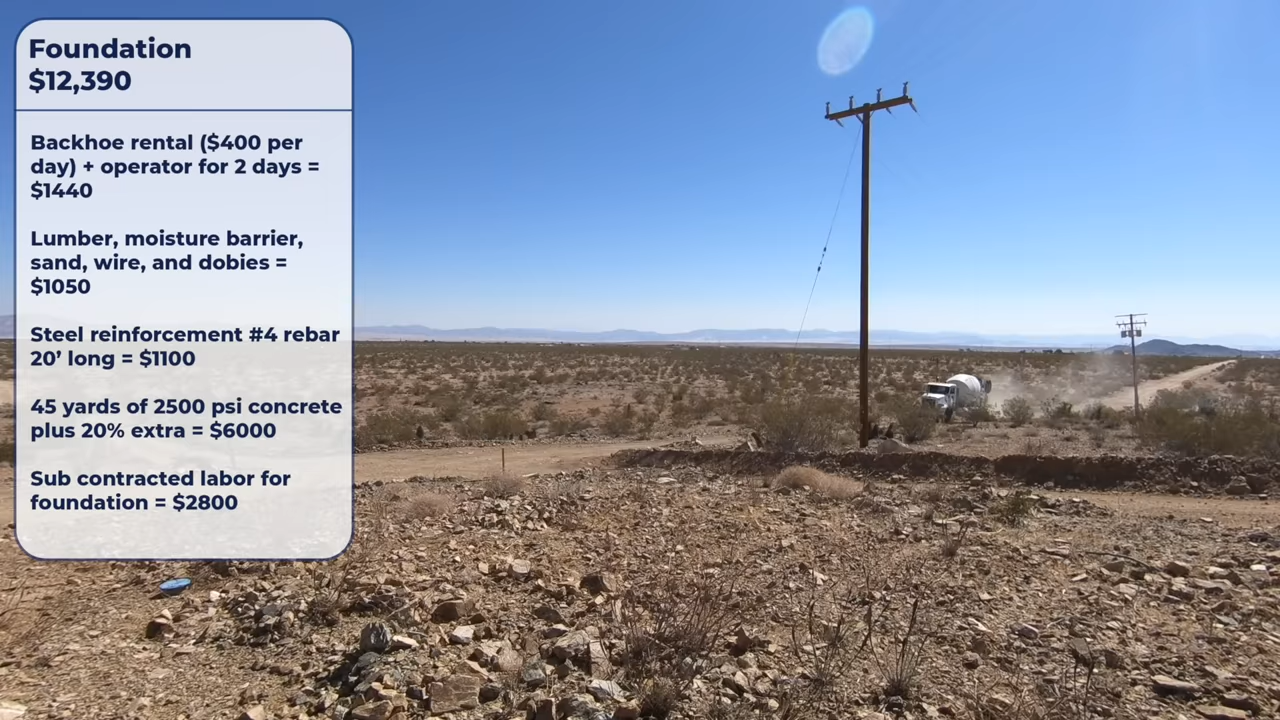 Foundation
$12,390
Backhoe rental ($400 per
day) + operator for 2 days =
$1440
Lumber, moisture barrier,
sand, wire, and dobies =
$1050
Steel reinforcement #4 rebar
20’ long = $1100
45 yards of 2500 psi concrete
plus 20% extra = $6000
Sub contracted labor for
foundation = $2800